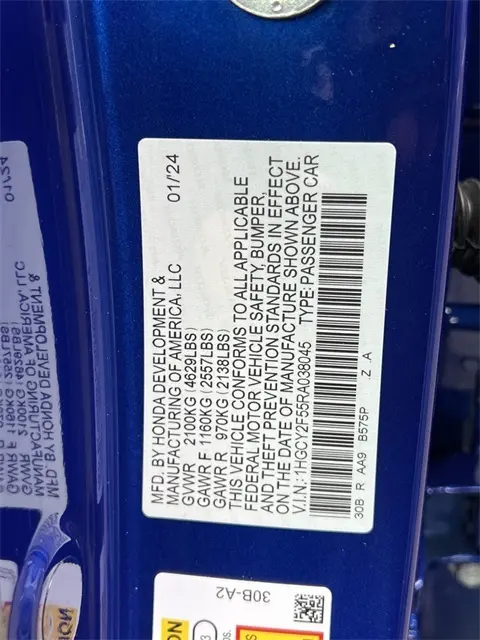 MFD. BY HONDA DEVELOPMENT &
MANUFACTURING OF AMERICA, LLC 01/'24
GVWR 2100KG (4629LBS)
GAWR F 1160KG (2557LBS)
GAWR R 970KG (2138LBS)
THIS VEHICLE CONFORMS TO ALL APPLICABLE
FEDERAL MOTOR VEHICLE SAFETY, BUMPER,
AND THEFT PREVENTION STANDARDS IN EFFECT
ON THE DATE OF MANUFACTURE SHOWN ABOVE.
V.I.N.:1HGCY2F55RA038045 TYPE:PASSENGER CAR
30B R AA9 B575P .Z .A
30B-A2